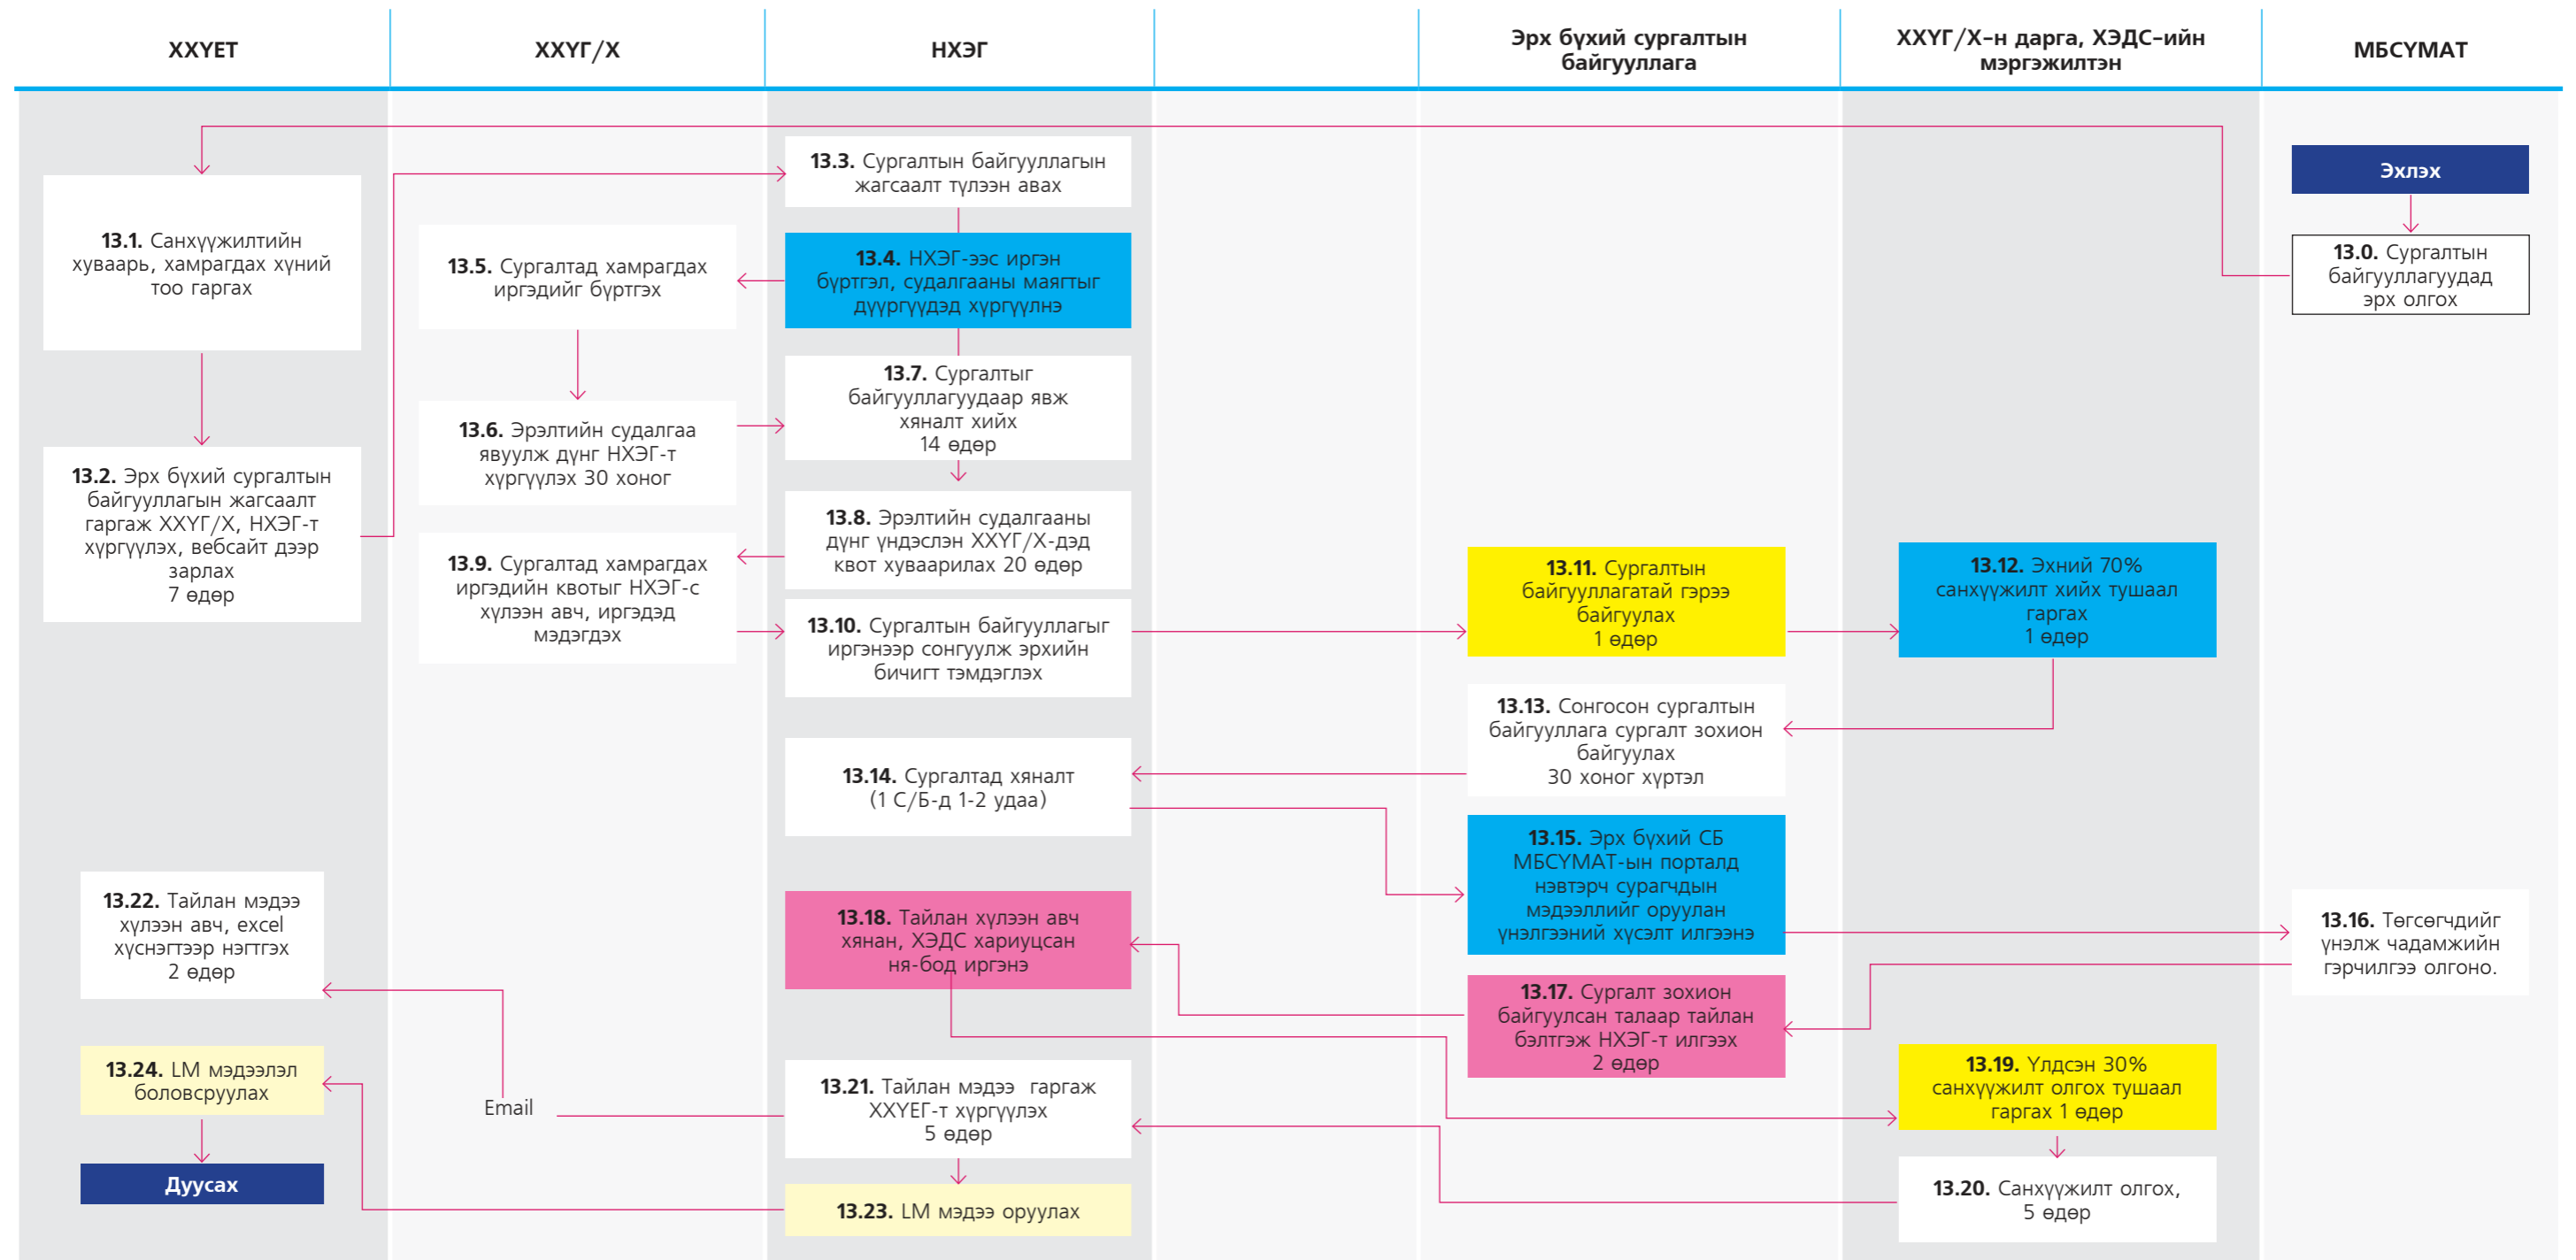 ХХҮЕТ
ХХҮГ/Х
НХЭГ
Эрх бүхий сургалтын
байгууллага
ХХҮГ/Х-н дарга, ХЭДС-ийн
мэргэжилтэн
МБСҮМАТ
Эхлэх
13.0. Сургалтын
байгууллагуудад
эрх олгох
13.1. Санхүүжилтийн
хуваарь, хамрагдах хүний
тоо гаргах
13.2. Эрх бүхий сургалтын
байгууллагын жагсаалт
гаргаж ХХҮГ/Х, НХЭГ-т
хүргүүлэх, вебсайт дээр
зарлах
7 өдөр
13.3. Сургалтын байгууллагын
жагсаалт түлээн авах
13.4. НХЭГ-ээс иргэн
бүртгэл, судалгааны маягтыг
дүүргүүдэд хүргүүлнэ
13.5. Сургалтад хамрагдах
иргэдийг бүртгэх
13.6. Эрэлтийн судалгаа
явуулж дүнг НХЭГ-т
хүргүүлэх 30 хоног
13.7. Сургалтыг
байгууллагуудаар явж
хяналт хийх
14 өдөр
13.8. Эрэлтийн судалгааны
дүнг үндэслэн ХХҮГ/Х-дэд
квот хуваарилах 20 өдөр
13.9. Сургалтад хамрагдах
иргэдийн квотыг НХЭГ-с
хүлээн авч, иргэдэд
мэдэгдэх
13.10. Сургалтын байгууллагыг
иргэнээр сонгуулж эрхийн
бичигт тэмдэглэх
13.11. Сургалтын
байгууллагатай гэрээ
байгуулах
1 өдөр
13.12. Эхний 70%
санхүүжилт хийх тушаал
гаргах
1 өдөр
13.13. Сонгосон сургалтын
байгууллага сургалт зохион
байгуулах
30 хоног хүртэл
13.14. Сургалтад хяналт
(1 С/Б-д 1-2 удаа)
13.15. Эрх бүхий СБ
МБСҮМАТ-ын порталд
нэвтэрч сурагчдын
мэдээллийг оруулан
үнэлгээний хүсэлт илгээнэ
13.16. Төгсөгчдийг
үнэлж чадамжийн
гэрчилгээ олгоно.
13.17. Сургалт зохион
байгуулсан талаар тайлан
бэлтгэж НХЭГ-т илгээх
2 өдөр
13.18. Тайлан хүлээн авч
хянан, ХЭДС хариуцсан
ня-бод иргэнэ
13.19. Үлдсэн 30%
санхүүжилт олгох тушаал
гаргах 1 өдөр
13.20. Санхүүжилт олгох,
5 өдөр
13.21. Тайлан мэдээ гаргаж
ХХҮЕГ-т хүргүүлэх
5 өдөр
Email
13.22. Тайлан мэдээ
хүлээн авч, excel
хүснэгтээр нэгтгэх
2 өдөр
13.23. LM мэдээ оруулах
13.24. LM мэдээлэл
боловсруулах
Дуусах